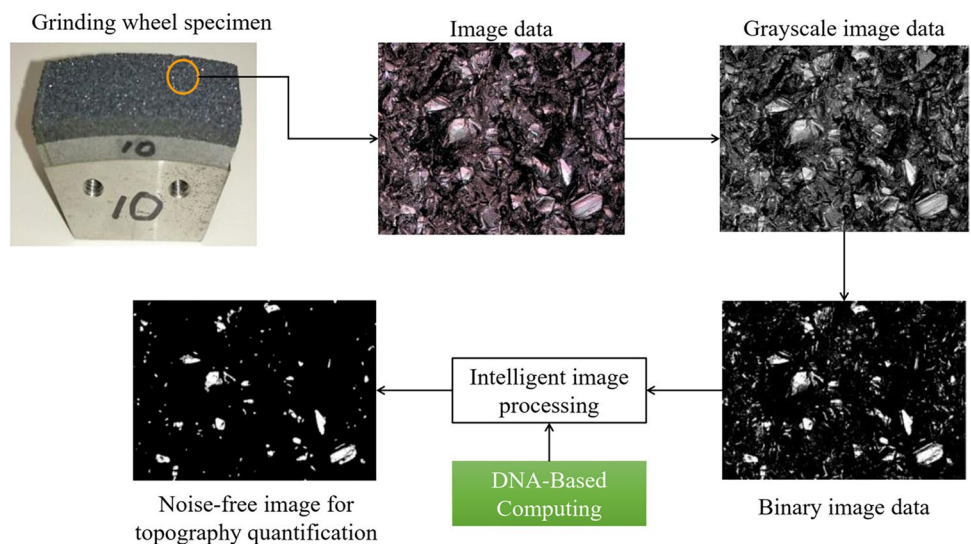 Grinding wheel specimen
Image data
Grayscale image data
10
10
Intelligent image
processing
DNA-Based
Computing
Noise-free image for
topography quantification
Binary image data